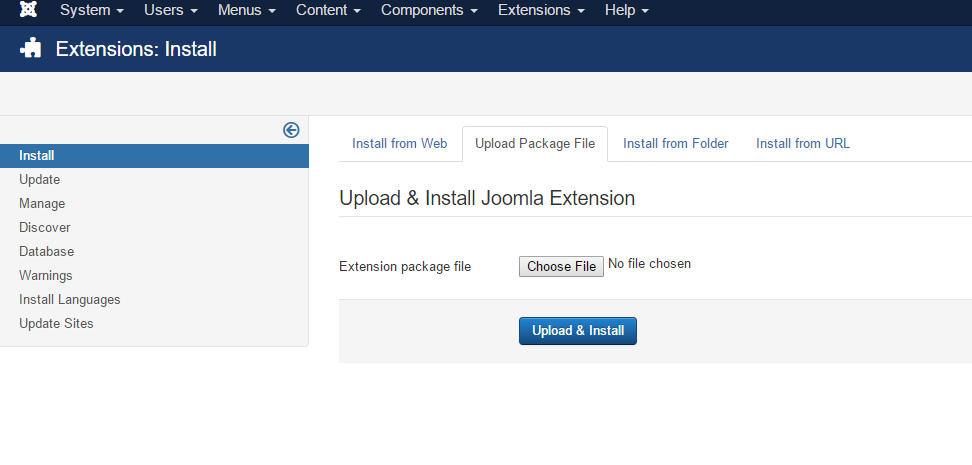 System Users Menus Content Components Extensions Help
Extensions: Install
Install
Update
Manage
Discover
Database
Warnings
Install Languages
Update Sites
Install from Web Upload Package File Install from Folder Install from URL
Upload & Install Joomla Extension
Extension package file Choose File No file chosen
Upload & Install